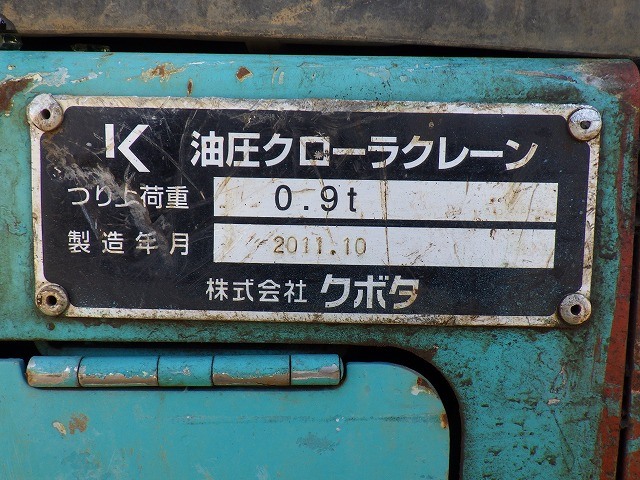 K 油圧クローラクレーン
つり上荷重 0.9t
製造年月 2011.10
株式会社 クボタ